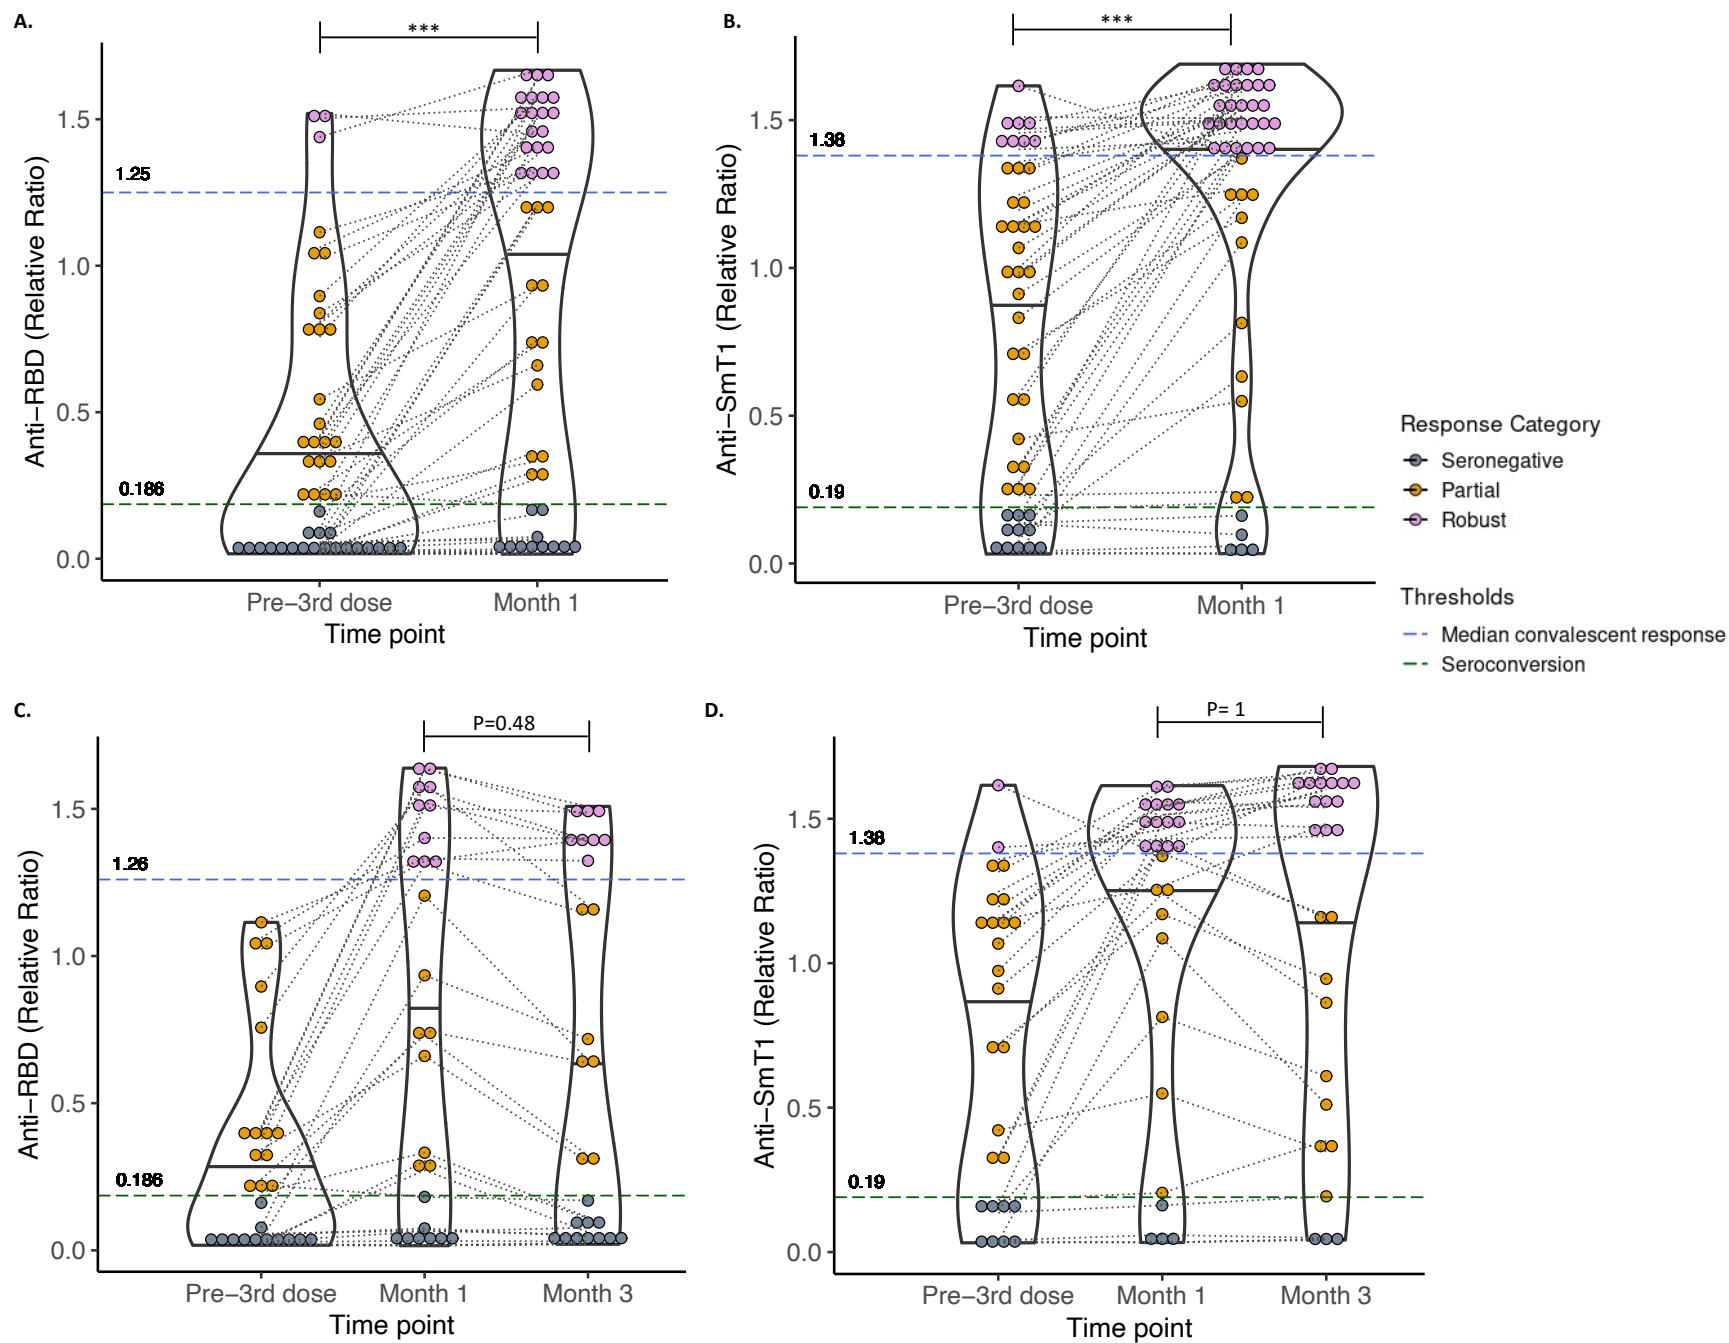 A.
***
Anti−RBD (Relative Ratio)
1.5
1.0
0.5
0.0
1.25
0.186
Pre−3rd dose
Month 1
Time point
B.
***
Anti−SmT1 (Relative Ratio)
1.5
1.0
0.5
0.0
1.38
0.19
Pre−3rd dose
Month 1
Time point
Response Category
Seronegative
Partial
Robust
Thresholds
Median convalescent response
Seroconversion
C.
P=0.48
Anti−RBD (Relative Ratio)
1.5
1.0
0.5
0.0
1.26
0.186
Pre−3rd dose
Month 1
Month 3
Time point
D.
P= 1
Anti−SmT1 (Relative Ratio)
1.5
1.0
0.5
0.0
1.38
0.19
Pre−3rd dose
Month 1
Month 3
Time point